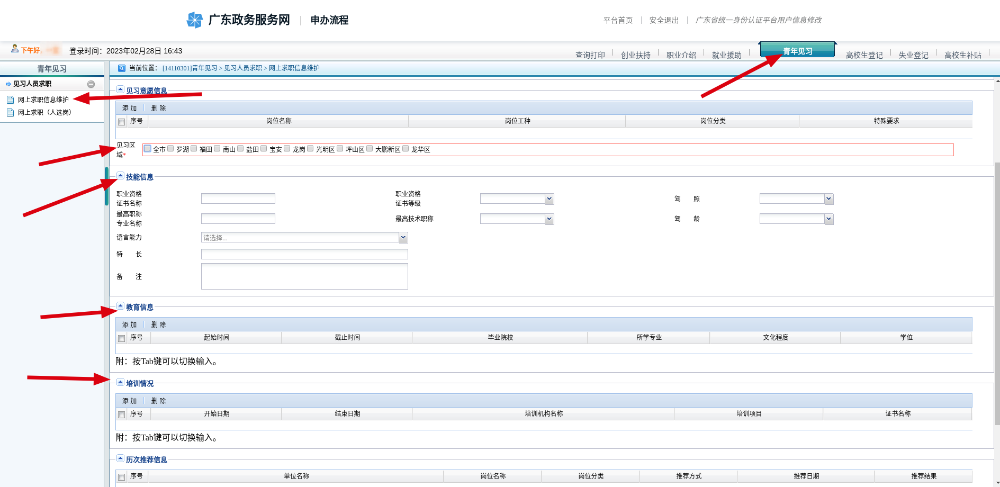 广东政务服务网 申办流程
平台首页 安全退出 广东省统一身份认证平台用户信息修改
下午好, 登录时间：2023年02月28日 16:43
查询打印 创业扶持 职业介绍 就业援助 青年见习 高校生登记 失业登记 高校生补贴
青年见习
当前位置： [14110301]青年见习 > 见习人员求职 > 网上求职信息维护
见习人员求职
网上求职信息维护
网上求职（人选岗）
见习意愿信息
添 加 删 除
序号 岗位名称 岗位工种 岗位分类 特殊要求
见习区
域*
全市 罗湖 福田 南山 盐田 宝安 龙岗 光明区 坪山区 大鹏新区 龙华区
技能信息
职业资格
证书名称
职业资格
证书等级
驾 照
最高职称
专业名称
最高技术职称
驾 龄
语言能力 请选择...
特 长
备 注
教育信息
添 加 删 除
序号 起始时间 截止时间 毕业院校 所学专业 文化程度 学位
附：按Tab键可以切换输入。
培训情况
添 加 删 除
序号 开始日期 结束日期 培训机构名称 培训项目 证书名称
附：按Tab键可以切换输入。
历次推荐信息
序号 单位名称 岗位名称 岗位分类 推荐方式 推荐日期 推荐结果